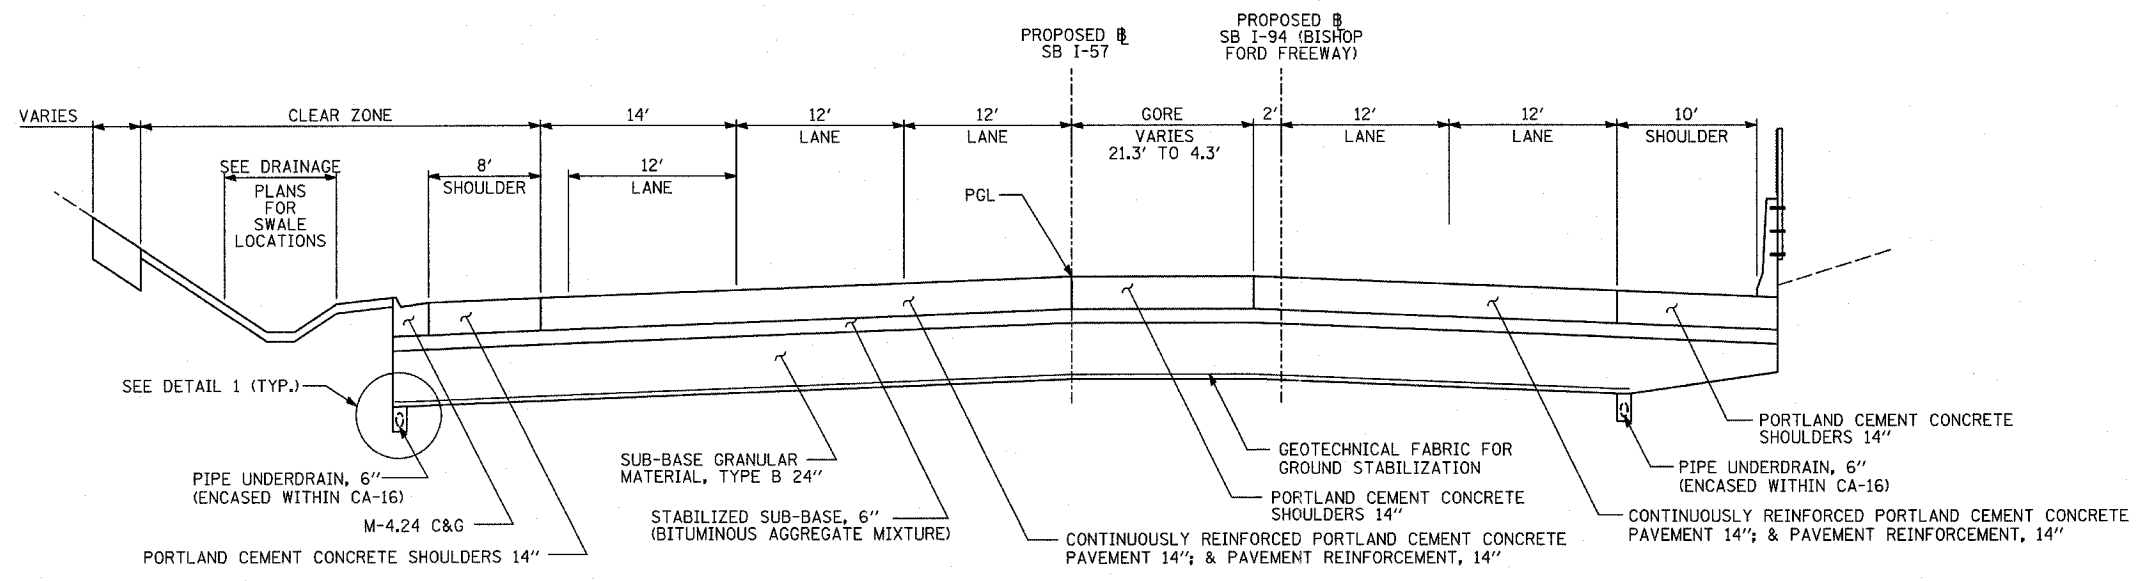 PROPOSED ℄
SB I-57
PROPOSED ℄
SB I-94 (BISHOP
FORD FREEWAY)
VARIES
CLEAR ZONE
14'
12'
LANE
12'
LANE
GORE
VARIES
21.3' TO 4.3'
2'
12'
LANE
12'
LANE
10'
SHOULDER
SEE DRAINAGE
PLANS
FOR
SWALE
LOCATIONS
8'
SHOULDER
12'
LANE
PGL
SEE DETAIL 1 (TYP.)
PIPE UNDERDRAIN, 6"
(ENCASED WITHIN CA-16)
M-4.24 C&G
PORTLAND CEMENT CONCRETE SHOULDERS 14"
SUB-BASE GRANULAR
MATERIAL, TYPE B 24"
STABILIZED SUB-BASE, 6"
(BITUMINOUS AGGREGATE MIXTURE)
CONTINUOUSLY REINFORCED PORTLAND CEMENT CONCRETE
PAVEMENT 14"; & PAVEMENT REINFORCEMENT, 14"
GEOTECHNICAL FABRIC FOR
GROUND STABILIZATION
PORTLAND CEMENT CONCRETE
SHOULDERS 14"
PORTLAND CEMENT CONCRETE
SHOULDERS 14"
PIPE UNDERDRAIN, 6"
(ENCASED WITHIN CA-16)
CONTINUOUSLY REINFORCED PORTLAND CEMENT CONCRETE
PAVEMENT 14"; & PAVEMENT REINFORCEMENT, 14"